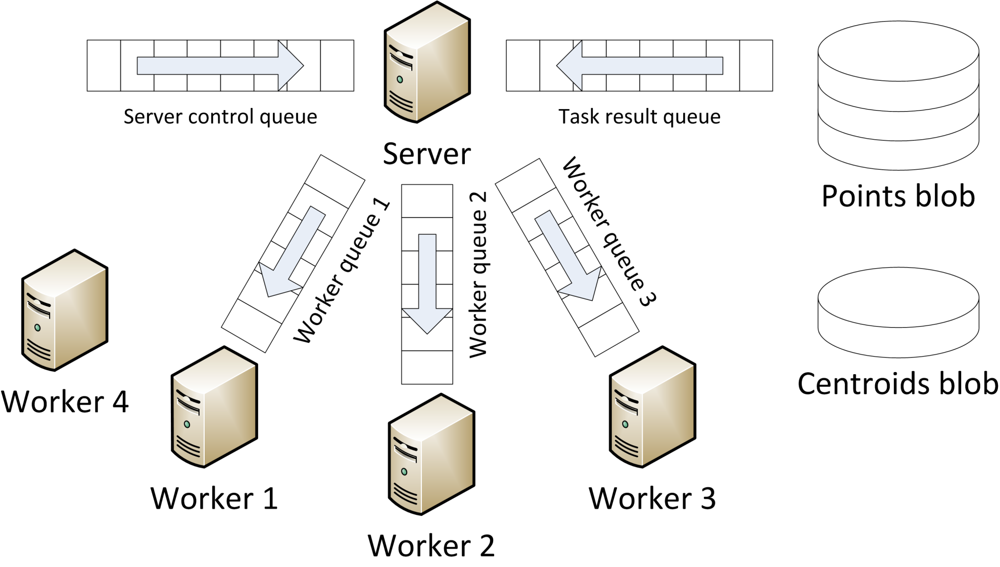 Server control queue
Task result queue
Server
Points blob
Worker queue 1
Worker queue 2
Worker queue 3
Centroids blob
Worker 4
Worker 1
Worker 3
Worker 2